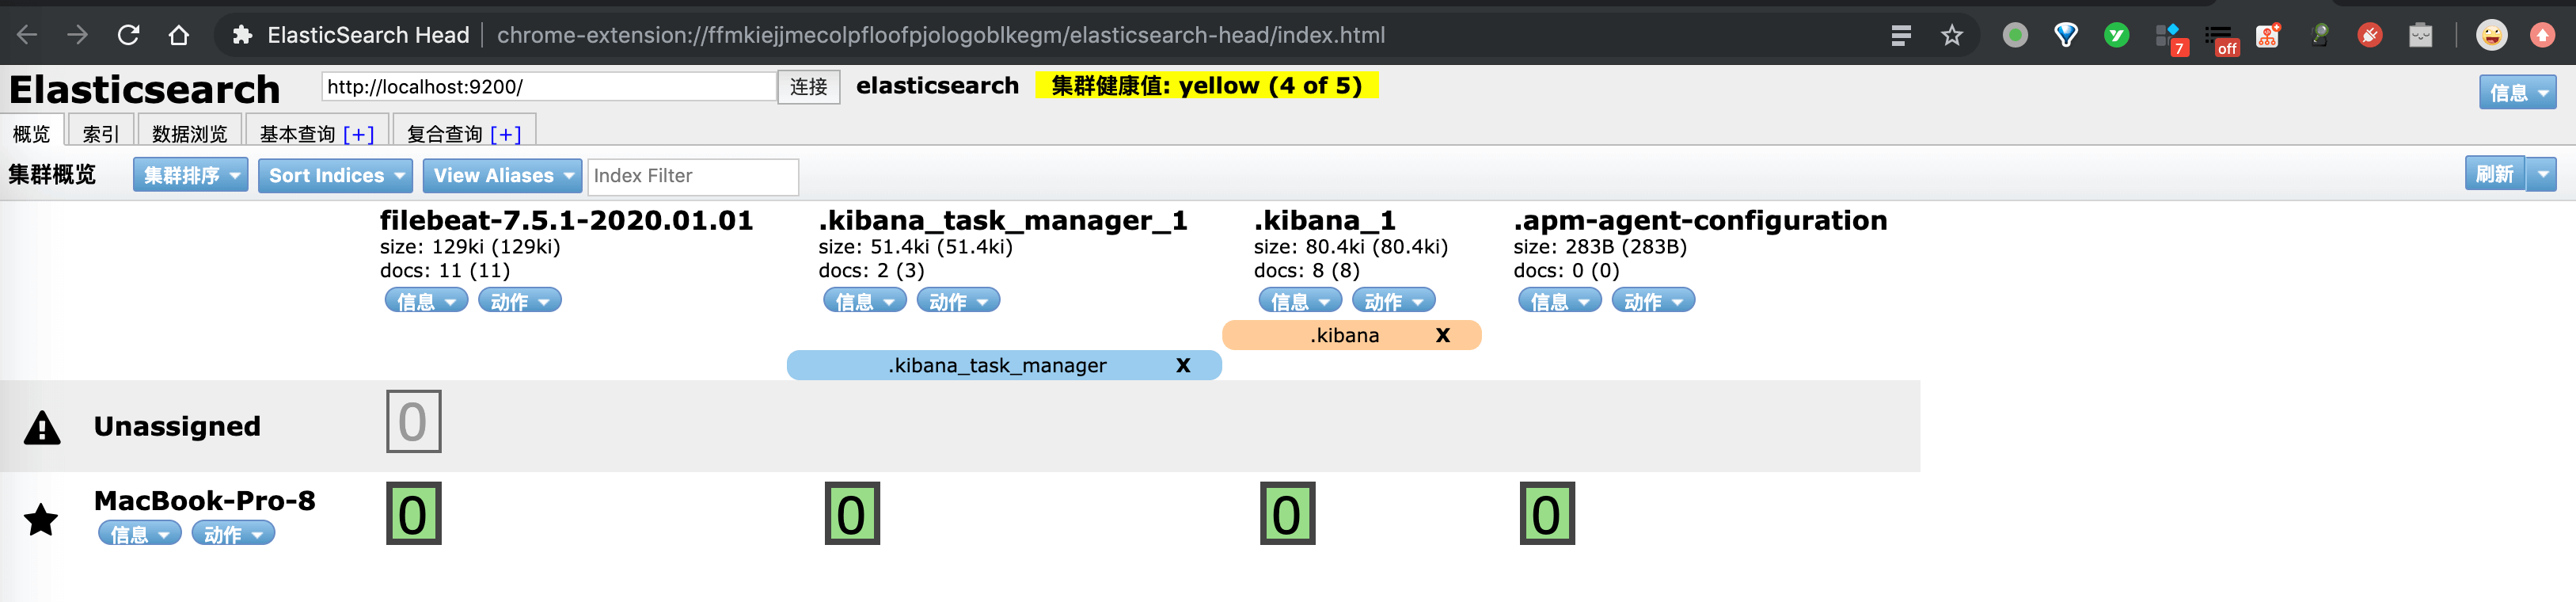 ElasticSearch Head chrome-extension://ffmkiejjmecolpfloofpjologoblkegm/elasticsearch-head/index.html 7 off
Elasticsearch http://localhost:9200/ 连接 elasticsearch 集群健康值: yellow (4 of 5) 信息
概览 索引 数据浏览 基本查询 [+] 复合查询 [+]
集群概览 集群排序 Sort Indices View Aliases Index Filter 刷新
filebeat-7.5.1-2020.01.01 .kibana_task_manager_1 .kibana_1 .apm-agent-configuration
size: 129ki (129ki) size: 51.4ki (51.4ki) size: 80.4ki (80.4ki) size: 283B (283B)
docs: 11 (11) docs: 2 (3) docs: 8 (8) docs: 0 (0)
信息 动作 信息 动作 信息 动作 信息 动作
.kibana X
.kibana_task_manager X
Unassigned 0
MacBook-Pro-8 0 0 0 0
信息 动作